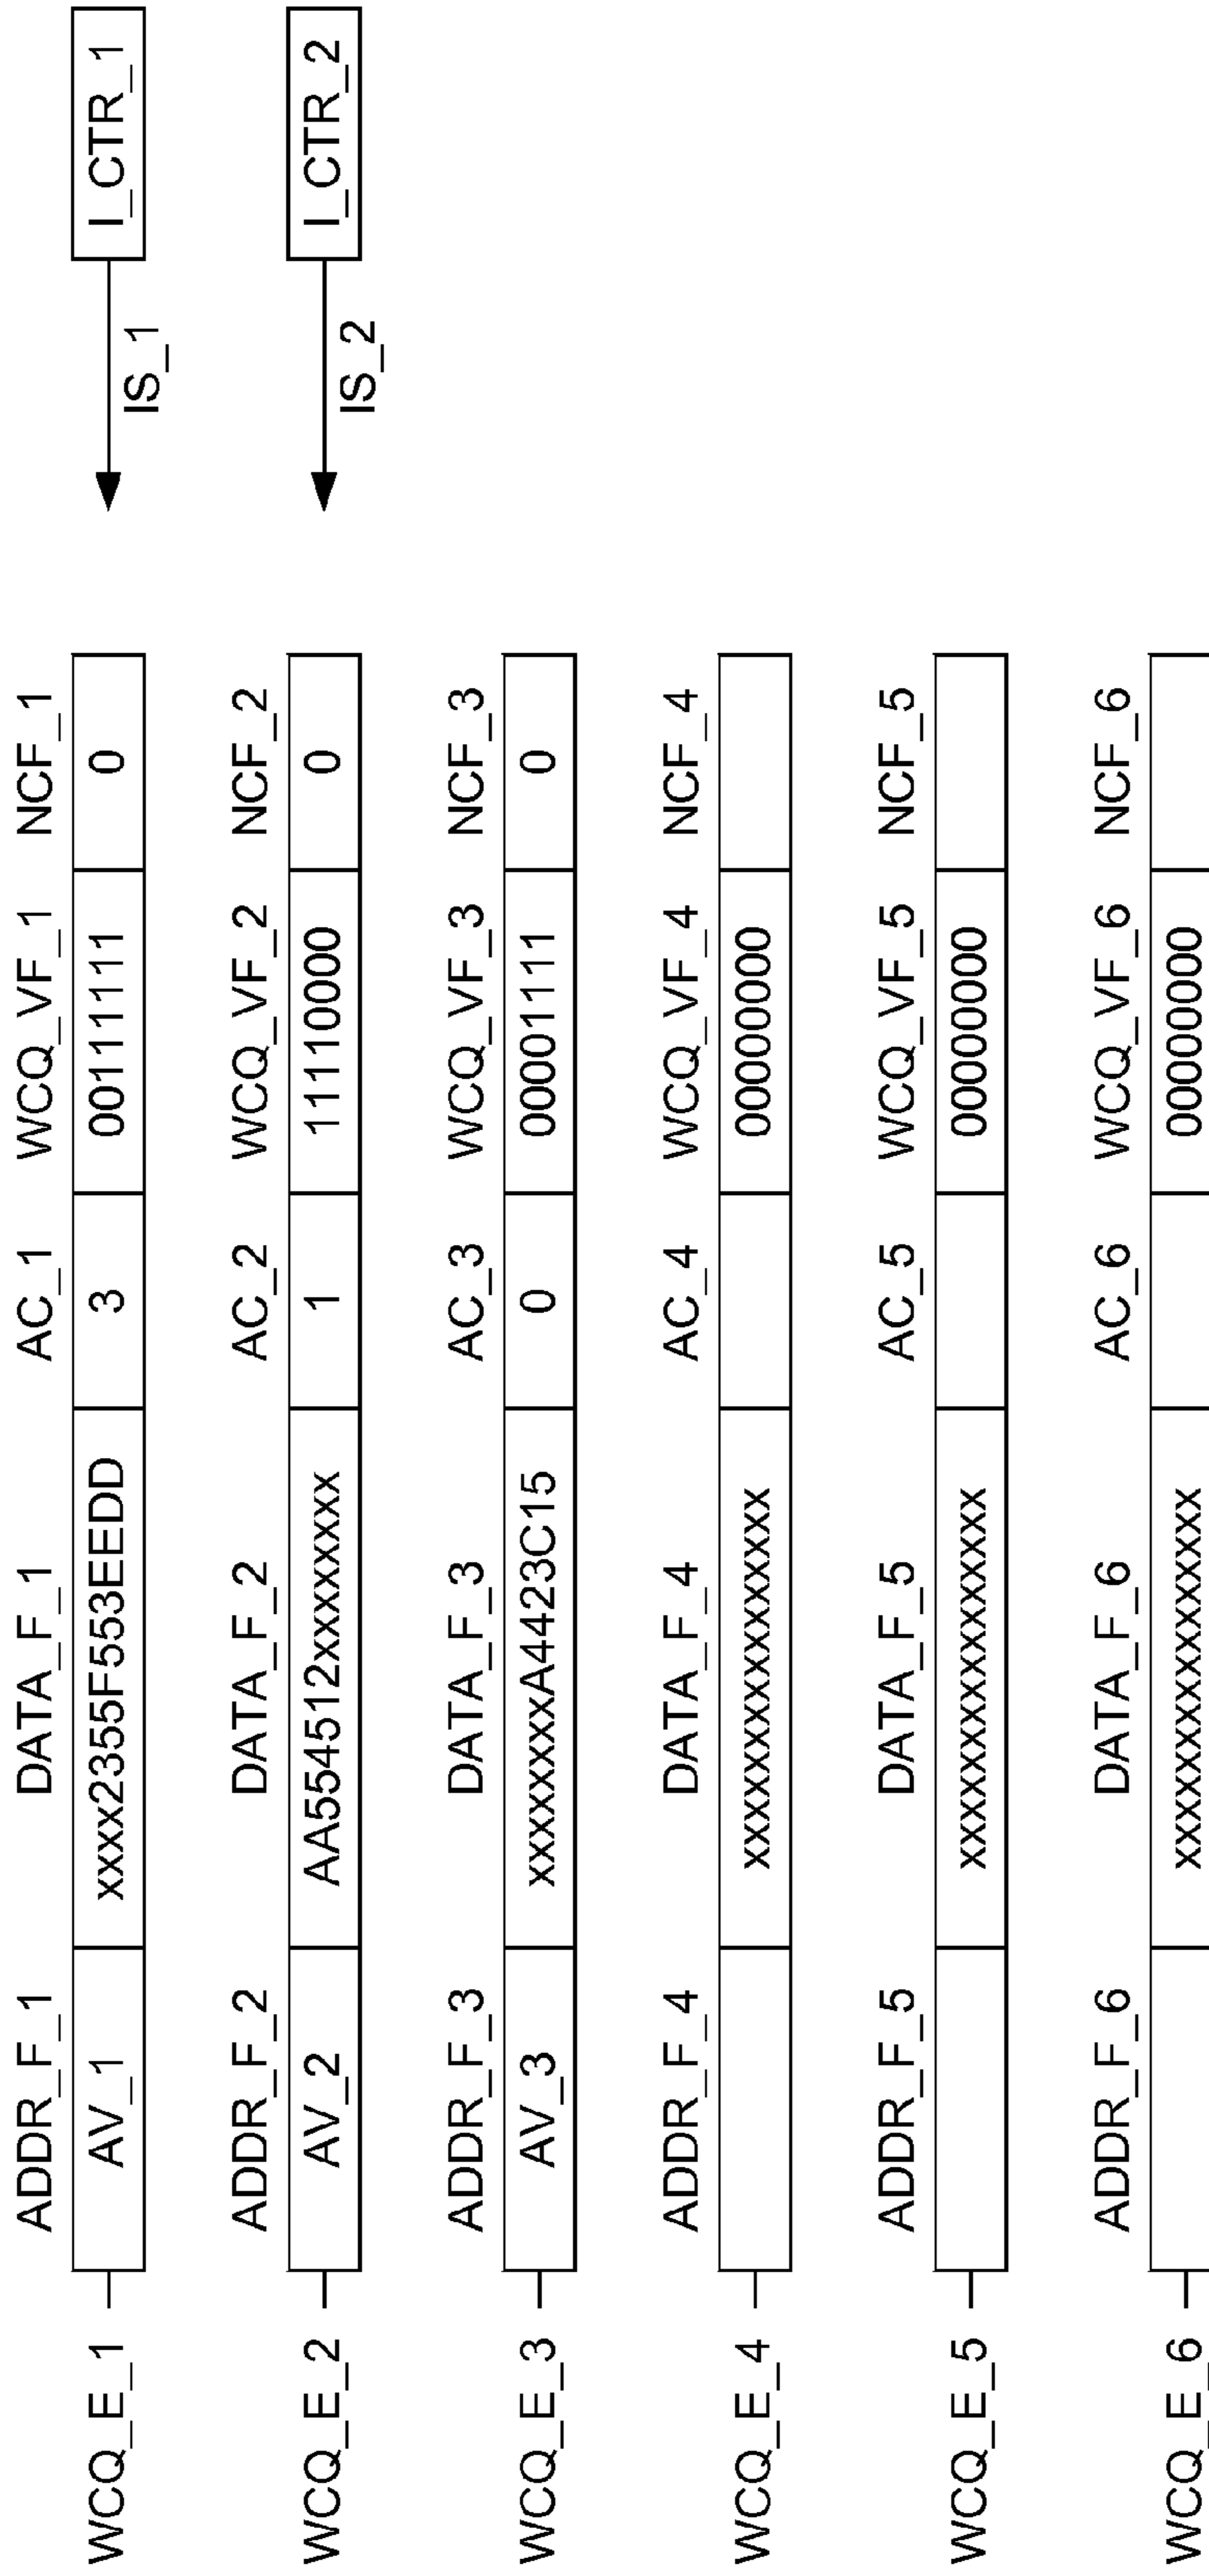 ADDR_F_1 DATA_F_1 AC_1 WCQ_VF_1 NCF_1
WCQ_E_1 AV_1 xxxx2355F553EEDD 3 00111111 0 I_CTR_1
IS_1
ADDR_F_2 DATA_F_2 AC_2 WCQ_VF_2 NCF_2
WCQ_E_2 AV_2 AA554512xxxxxxxx 1 11110000 0 I_CTR_2
IS_2
ADDR_F_3 DATA_F_3 AC_3 WCQ_VF_3 NCF_3
WCQ_E_3 AV_3 xxxxxxxxA4423C15 0 00001111 0
ADDR_F_4 DATA_F_4 AC_4 WCQ_VF_4 NCF_4
WCQ_E_4 xxxxxxxxxxxxxxxx 00000000
ADDR_F_5 DATA_F_5 AC_5 WCQ_VF_5 NCF_5
WCQ_E_5 xxxxxxxxxxxxxxxx 00000000
ADDR_F_6 DATA_F_6 AC_6 WCQ_VF_6 NCF_6
WCQ_E_6 xxxxxxxxxxxxxxxx 00000000